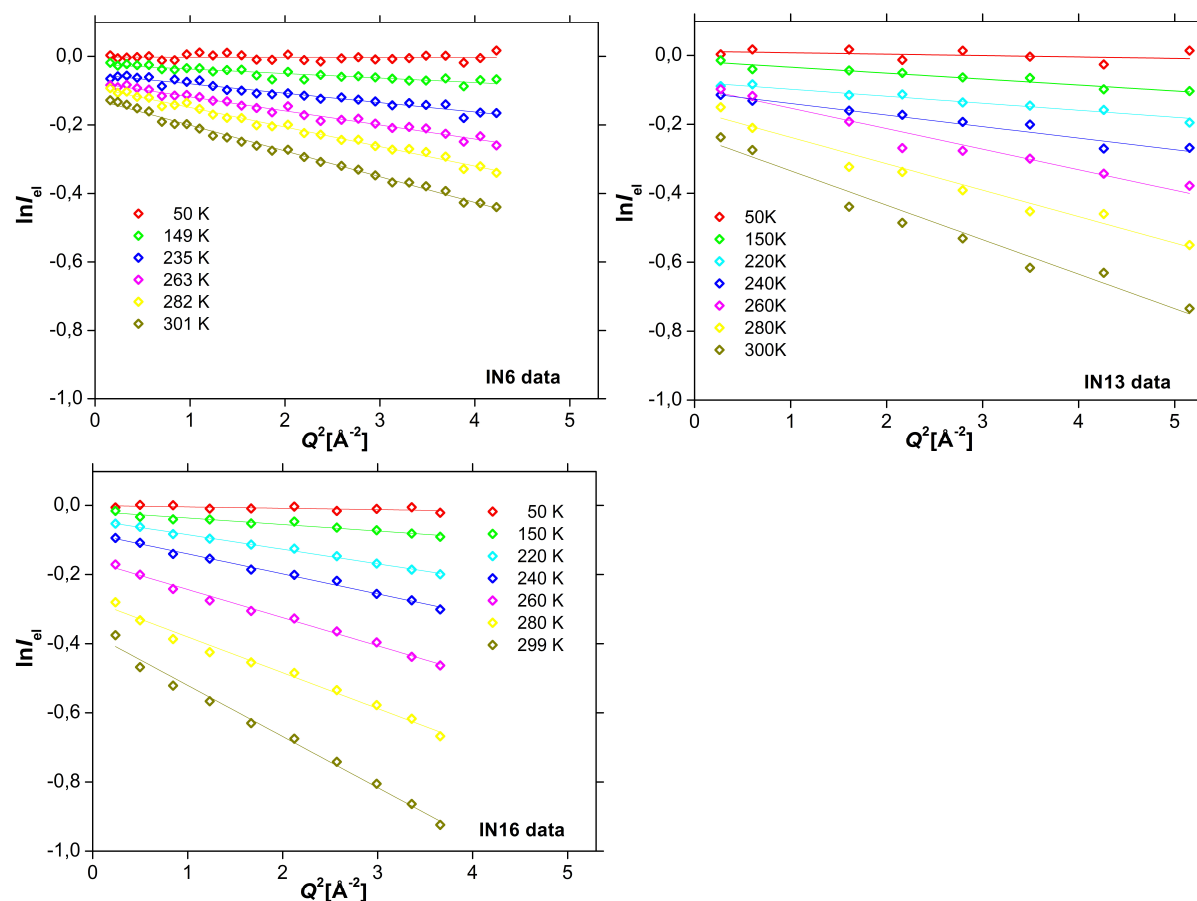 0,0
-0,2
-0,4
-0,6
-0,8
-1,0
lnIel
50 K
149 K
235 K
263 K
282 K
301 K
IN6 data
0 1 2 3 4 5
Q²[Å⁻²]
0,0
-0,2
-0,4
-0,6
-0,8
-1,0
lnIel
50K
150K
220K
240K
260K
280K
300K
IN13 data
0 1 2 3 4 5
Q²[Å⁻²]
0,0
-0,2
-0,4
-0,6
-0,8
-1,0
lnIel
50 K
150 K
220 K
240 K
260 K
280 K
299 K
IN16 data
0 1 2 3 4 5
Q²[Å⁻²]